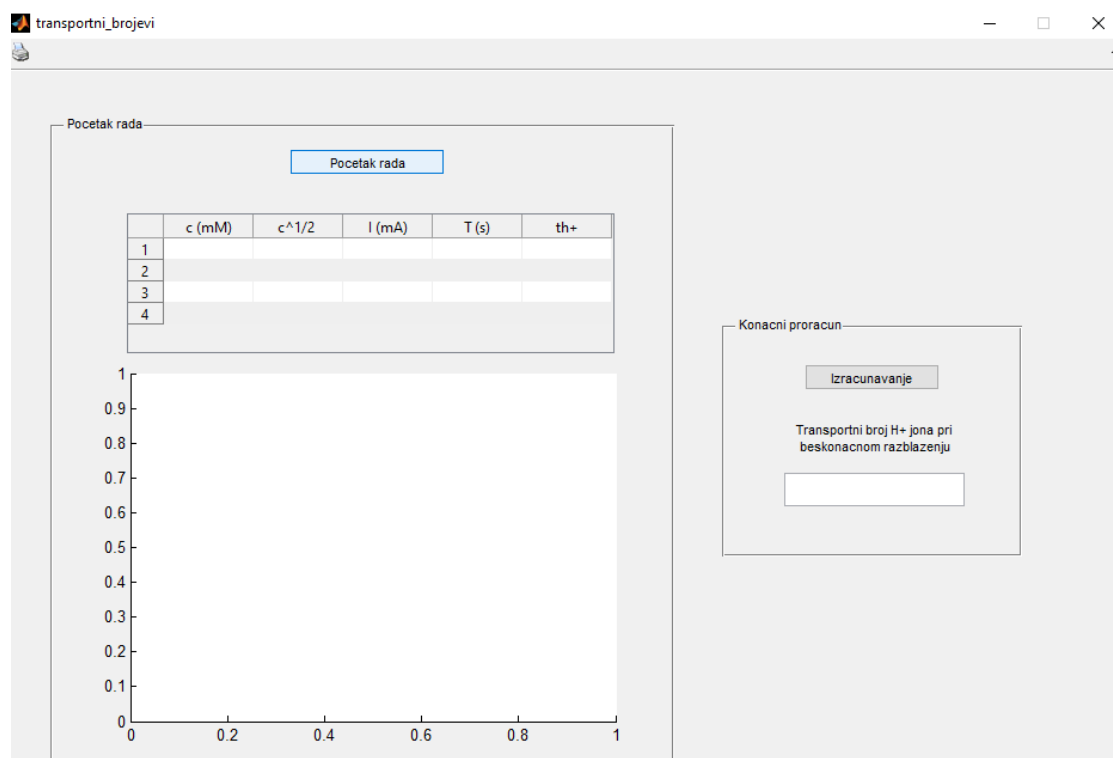 transportni_brojevi
Pocetak rada
Pocetak rada
c (mM) c^1/2 I (mA) T (s) th+
1
2
3
4
Konacni proracun
Izracunavanje
Transportni broj H+ jona pri
beskonacnom razblazenju
1
0.9
0.8
0.7
0.6
0.5
0.4
0.3
0.2
0.1
0
0 0.2 0.4 0.6 0.8 1